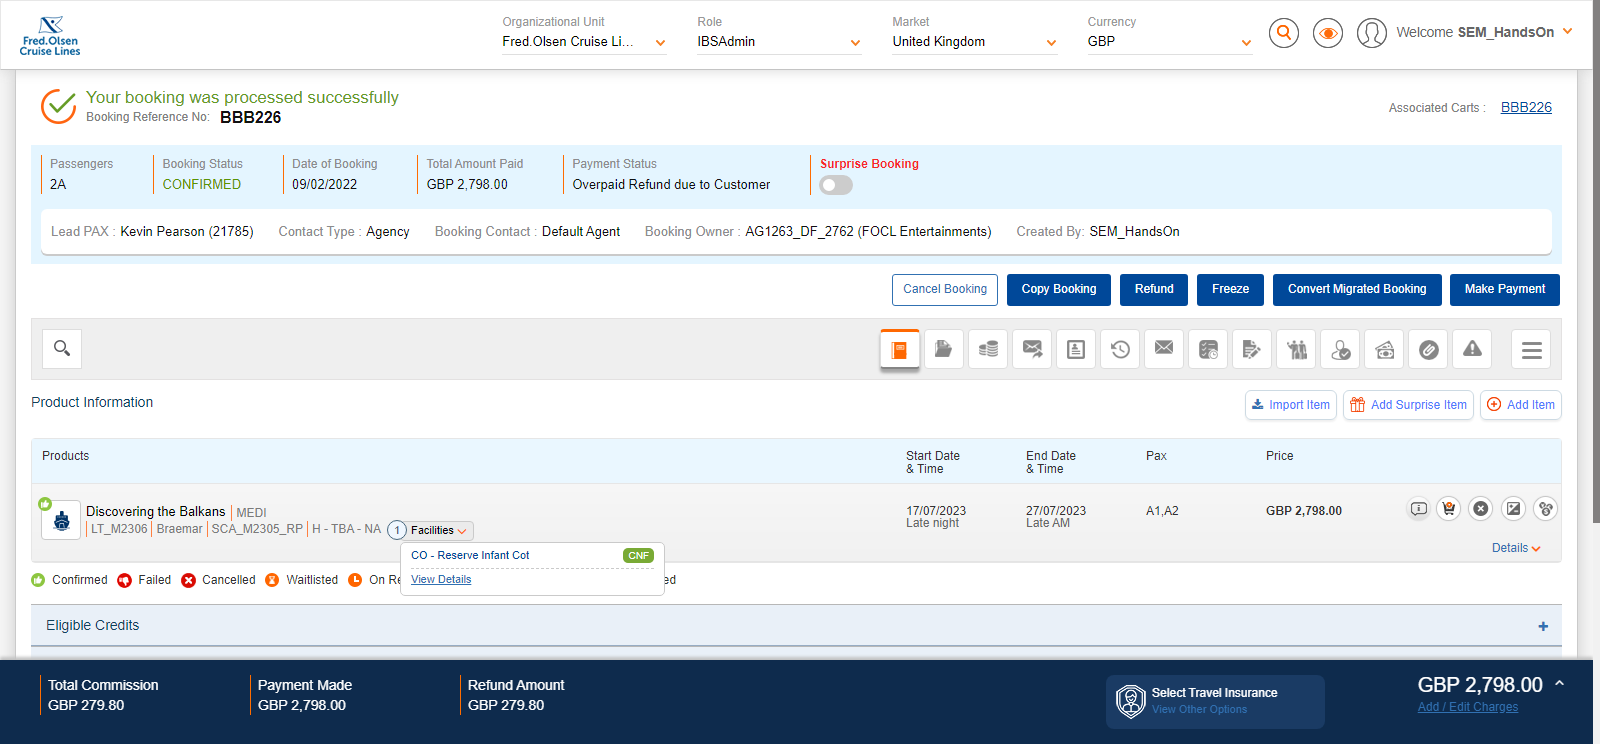 Fred.Olsen
Cruise Lines
Organizational Unit
Fred.Olsen Cruise Li...
Role
IBSAdmin
Market
United Kingdom
Currency
GBP
Welcome SEM_HandsOn
Your booking was processed successfully
Booking Reference No: BBB226
Associated Carts : BBB226
Passengers
2A
Booking Status
CONFIRMED
Date of Booking
09/02/2022
Total Amount Paid
GBP 2,798.00
Payment Status
Overpaid Refund due to Customer
Surprise Booking
Lead PAX : Kevin Pearson (21785) Contact Type : Agency Booking Contact : Default Agent Booking Owner : AG1263_DF_2762 (FOCL Entertainments) Created By: SEM_HandsOn
Cancel Booking Copy Booking Refund Freeze Convert Migrated Booking Make Payment
Product Information
Import Item Add Surprise Item Add Item
Products
Start Date
& Time
End Date
& Time
Pax
Price
Discovering the Balkans MEDI
LT_M2306 Braemar SCA_M2305_RP H - TBA - NA 1 Facilities
17/07/2023
Late night
27/07/2023
Late AM
A1,A2
GBP 2,798.00
Details
CO - Reserve Infant Cot CNF
View Details
Confirmed Failed Cancelled Waitlisted On Re ed
Eligible Credits +
Total Commission
GBP 279.80
Payment Made
GBP 2,798.00
Refund Amount
GBP 279.80
Select Travel Insurance
View Other Options
GBP 2,798.00
Add / Edit Charges